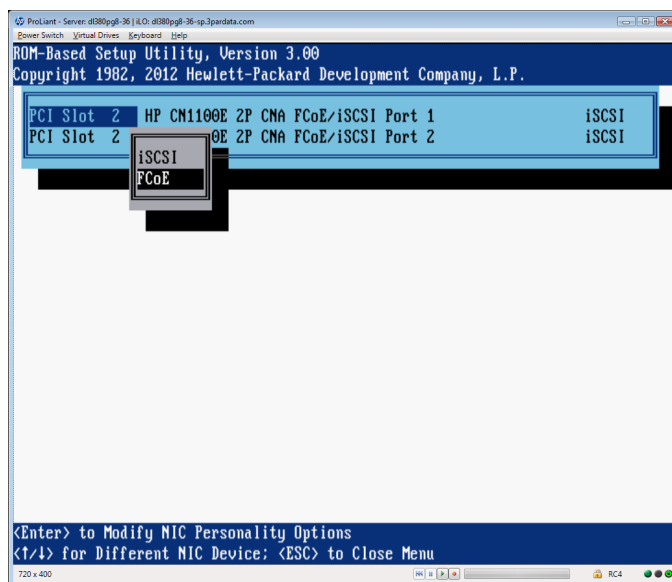 ProLiant - Server: dl380pg8-36 | iLO: dl380pg8-36-sp.3pardata.com
Power Switch Virtual Drives Keyboard Help
ROM-Based Setup Utility, Version 3.00
Copyright 1982, 2012 Hewlett-Packard Development Company, L.P.
PCI Slot 2 HP CN1100E 2P CNA FCoE/iSCSI Port 1 iSCSI
PCI Slot 2 0E 2P CNA FCoE/iSCSI Port 2 iSCSI
iSCSI
FCoE
<Enter> to Modify NIC Personality Options
<↑/↓> for Different NIC Device; <ESC> to Close Menu
720 x 400 RC4